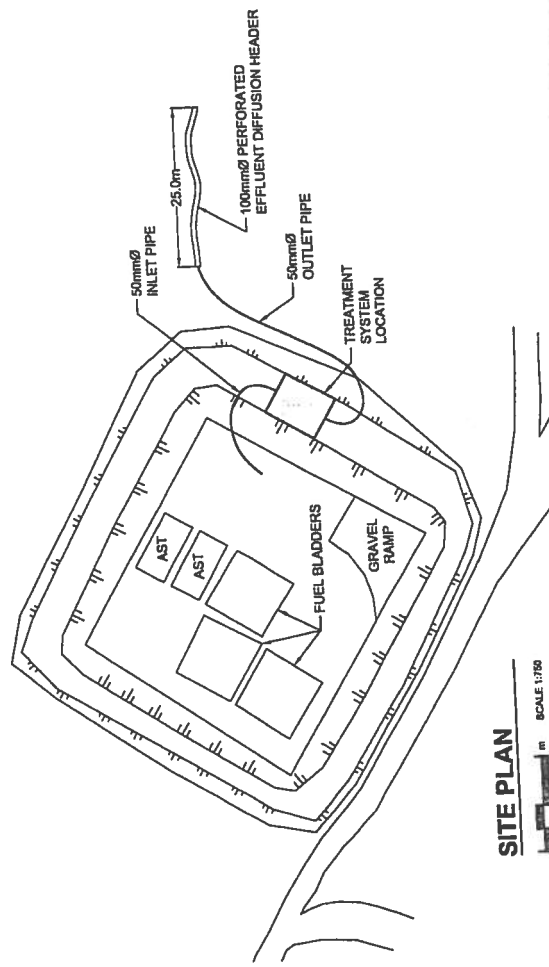 25.0m
100mmØ PERFORATED
EFFLUENT DIFFUSION HEADER
50mmØ
INLET PIPE
50mmØ
OUTLET PIPE
TREATMENT
SYSTEM
LOCATION
AST
AST
FUEL BLADDERS
GRAVEL
RAMP
SITE PLAN
m
SCALE 1:750